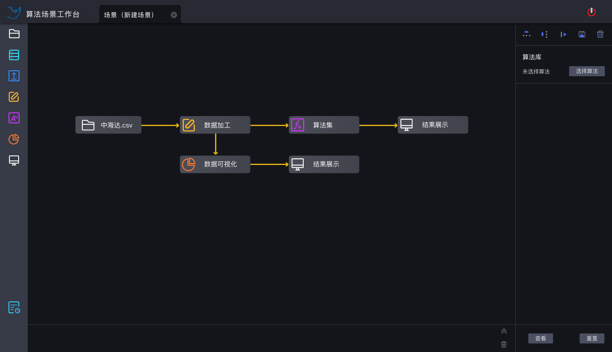 算法场景工作台
场景（新建场景）
算法库
未选择算法
选择算法
中海达.csv
数据加工
算法集
结果展示
数据可视化
结果展示
查看
重置